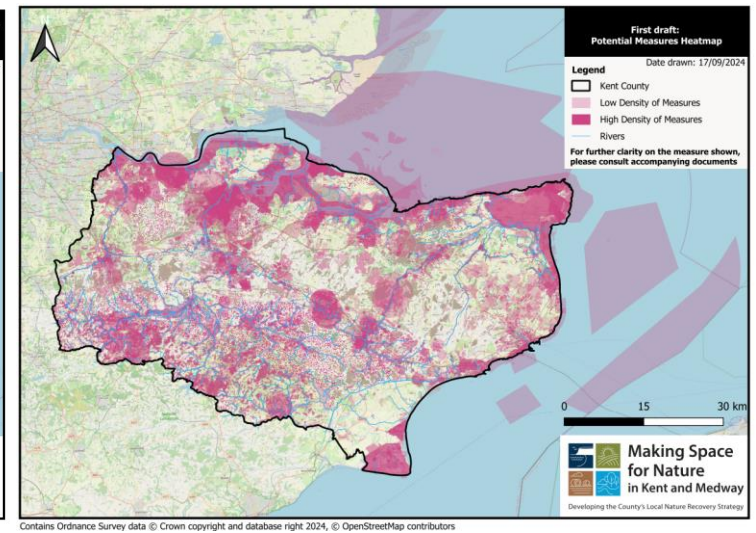 First draft:
Potential Measures Heatmap
Date drawn: 17/09/2024
Legend
Kent County
Low Density of Measures
High Density of Measures
Rivers
For further clarity on the measure shown,
please consult accompanying documents
0 15 30 km
Making Space
for Nature
in Kent and Medway
Developing the County's Local Nature Recovery Strategy
Contains Ordnance Survey data © Crown copyright and database right 2024, © OpenStreetMap contributors